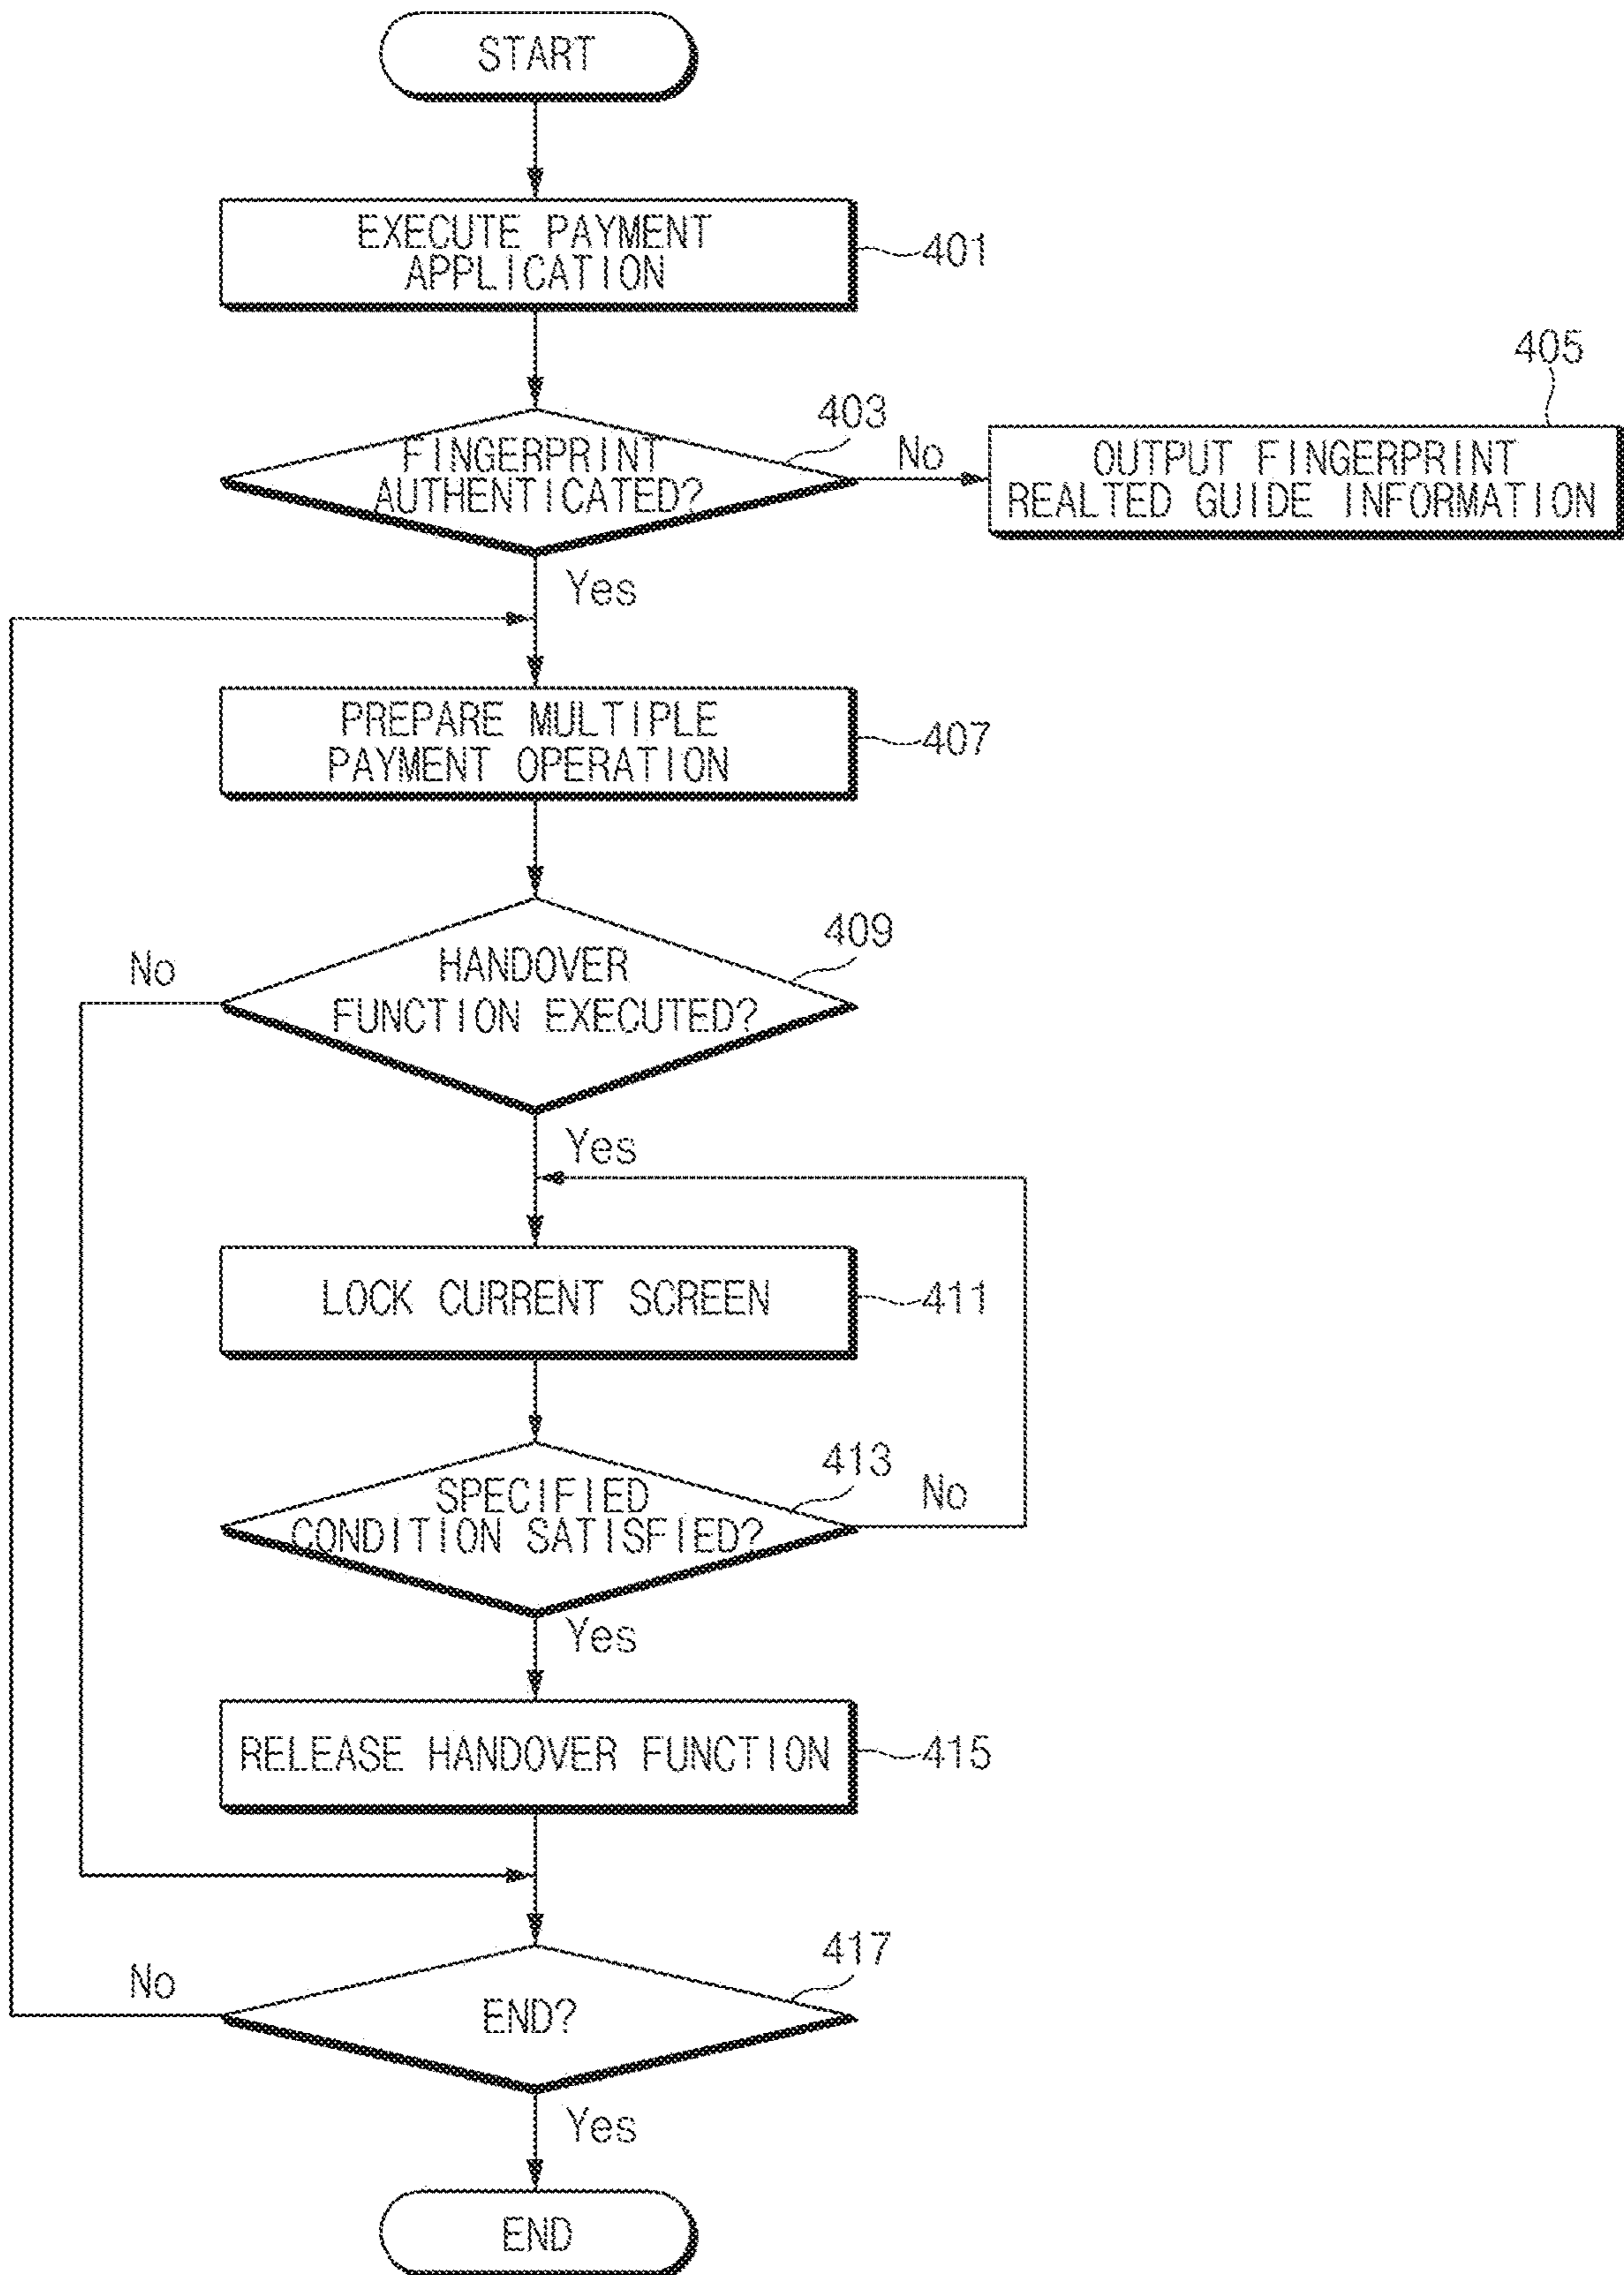 START
EXECUTE PAYMENT
APPLICATION
401
405
403
FINGERPRINT
AUTHENTICATED?
No
OUTPUT FINGERPRINT
REALTED GUIDE INFORMATION
Yes
PREPARE MULTIPLE
PAYMENT OPERATION
407
409
No
HANDOVER
FUNCTION EXECUTED?
Yes
LOCK CURRENT SCREEN
411
413
SPECIFIED
CONDITION SATISFIED?
No
Yes
RELEASE HANDOVER FUNCTION
415
417
No
END?
Yes
END